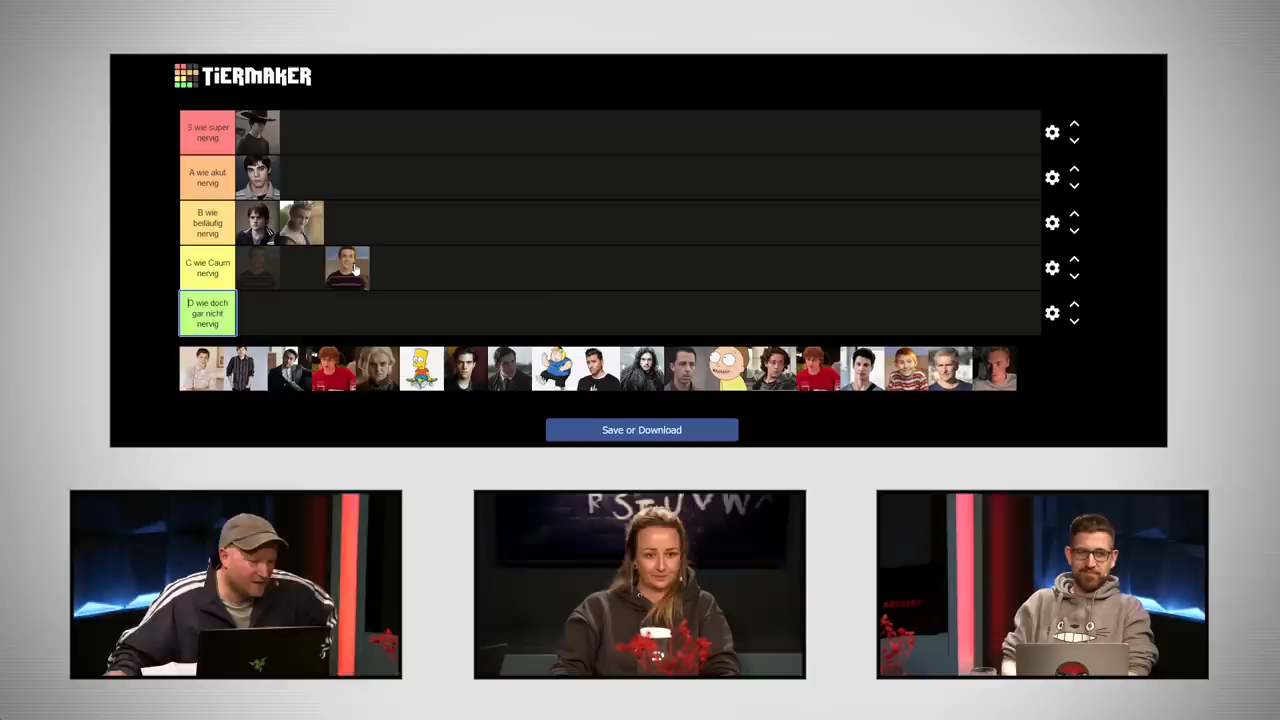 TiERMAKER
S wie super
nervig
A wie akut
nervig
B wie
beiläufig
nervig
C wie Caum
nervig
D wie doch
gar nicht
nervig
Save or Download
R S T U V W